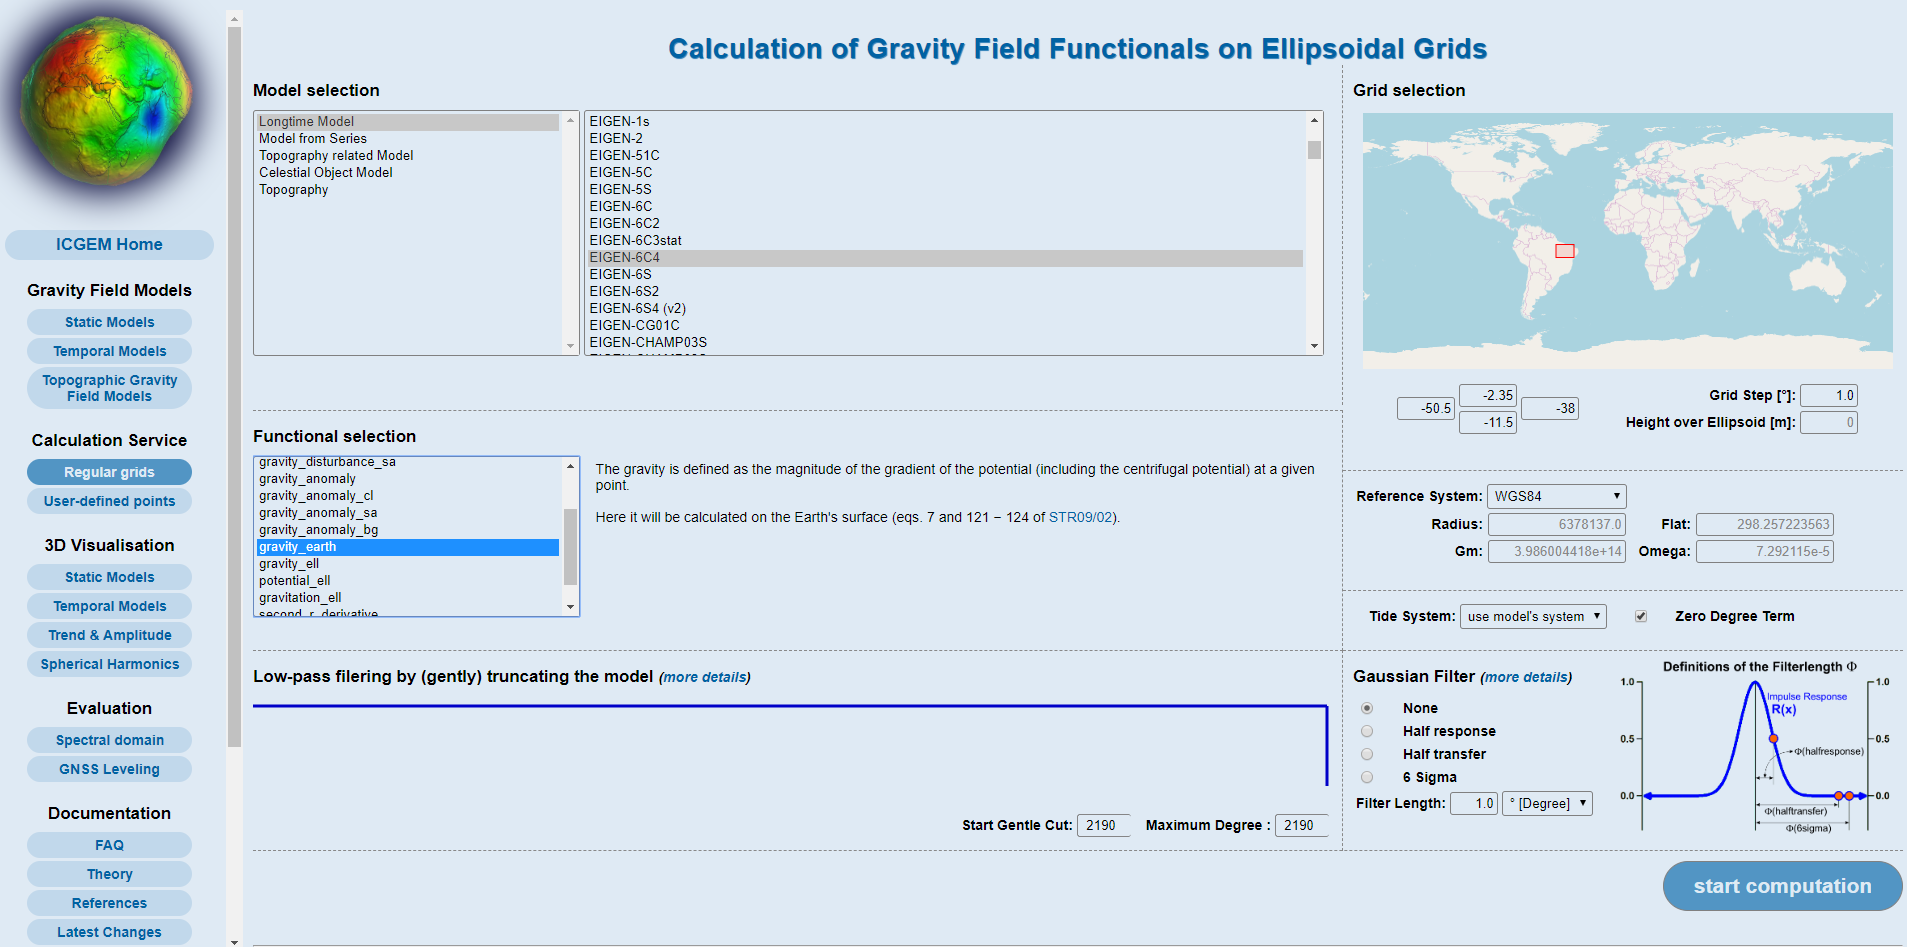 Calculation of Gravity Field Functionals on Ellipsoidal Grids
ICGEM Home
Gravity Field Models
Static Models
Temporal Models
Topographic Gravity
Field Models
Calculation Service
Regular grids
User-defined points
3D Visualisation
Static Models
Temporal Models
Trend & Amplitude
Spherical Harmonics
Evaluation
Spectral domain
GNSS Leveling
Documentation
FAQ
Theory
References
Latest Changes
Model selection
Longtime Model
Model from Series
Topography related Model
Celestial Object Model
Topography
EIGEN-1s
EIGEN-2
EIGEN-51C
EIGEN-5C
EIGEN-5S
EIGEN-6C
EIGEN-6C2
EIGEN-6C3stat
EIGEN-6C4
EIGEN-6S
EIGEN-6S2
EIGEN-6S4 (v2)
EIGEN-CG01C
EIGEN-CHAMP03S
Functional selection
gravity_disturbance_sa
gravity_anomaly
gravity_anomaly_cl
gravity_anomaly_sa
gravity_anomaly_bg
gravity_earth
gravity_ell
potential_ell
gravitation_ell
second_r_derivative
The gravity is defined as the magnitude of the gradient of the potential (including the centrifugal potential) at a given
point.
Here it will be calculated on the Earth's surface (eqs. 7 and 121 − 124 of STR09/02).
Low-pass filering by (gently) truncating the model (more details)
Start Gentle Cut: 2190 Maximum Degree : 2190
Grid selection
-2.35
-50.5 -38
-11.5
Grid Step [°]: 1.0
Height over Ellipsoid [m]: 0
Reference System: WGS84
Radius: 6378137.0 Flat: 298.257223563
Gm: 3.986004418e+14 Omega: 7.292115e-5
Tide System: use model's system Zero Degree Term
Gaussian Filter (more details)
None
Half response
Half transfer
6 Sigma
Filter Length: 1.0 ° [Degree]
Definitions of the Filterlength Φ
1.0 1.0
Impulse Response
R(x)
0.5 0.5
Φ(halfresponse)
0.0 0.0
Φ(halftransfer)
Φ(6sigma)
start computation